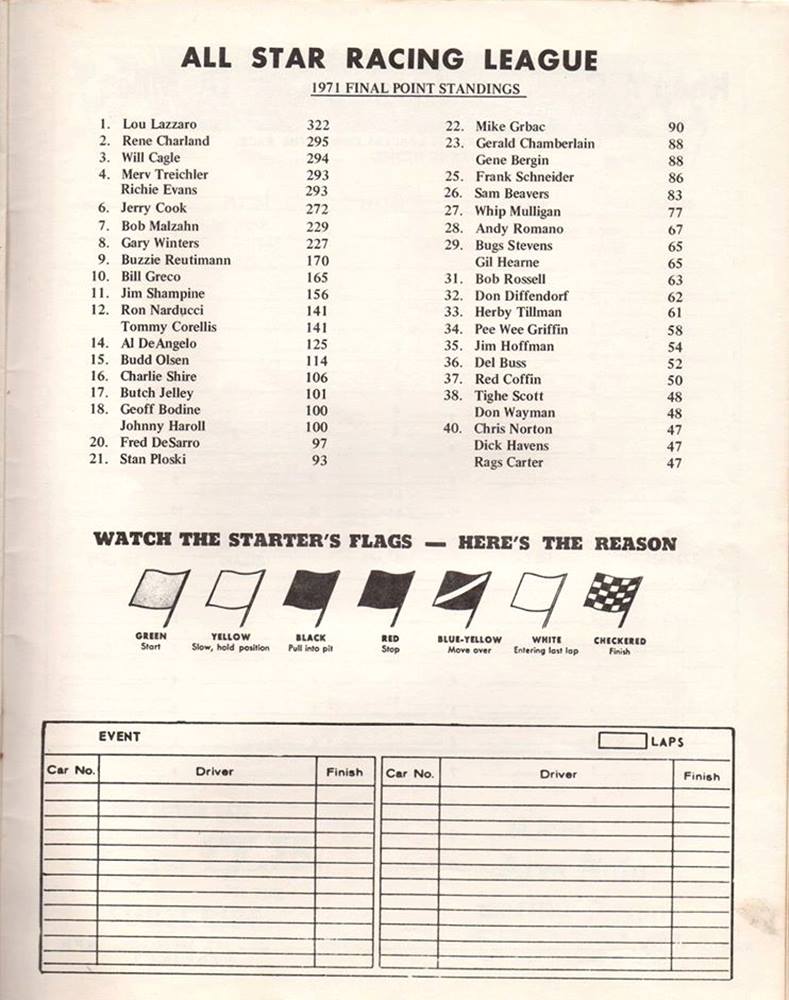 ALL STAR RACING LEAGUE
1971 FINAL POINT STANDINGS
1. Lou Lazzaro 322
2. Rene Charland 295
3. Will Cagle 294
4. Merv Treichler 293
Richie Evans 293
6. Jerry Cook 272
7. Bob Malzahn 229
8. Gary Winters 227
9. Buzzie Reutimann 170
10. Bill Greco 165
11. Jim Shampine 156
12. Ron Narducci 141
Tommy Corellis 141
14. Al DeAngelo 125
15. Budd Olsen 114
16. Charlie Shire 106
17. Butch Jelley 101
18. Geoff Bodine 100
Johnny Haroll 100
20. Fred DeSarro 97
21. Stan Ploski 93
22. Mike Grbac 90
23. Gerald Chamberlain 88
Gene Bergin 88
25. Frank Schneider 86
26. Sam Beavers 83
27. Whip Mulligan 77
28. Andy Romano 67
29. Bugs Stevens 65
Gil Hearne 65
31. Bob Rossell 63
32. Don Diffendorf 62
33. Herby Tillman 61
34. Pee Wee Griffin 58
35. Jim Hoffman 54
36. Del Buss 52
37. Red Coffin 50
38. Tighe Scott 48
Don Wayman 48
40. Chris Norton 47
Dick Havens 47
Rags Carter 47
WATCH THE STARTER'S FLAGS — HERE'S THE REASON
GREEN YELLOW BLACK RED BLUE-YELLOW WHITE CHECKERED
Start Slow, hold position Pull into pit Stop Move over Entering last lap Finish
EVENT LAPS
Car No. Driver Finish Car No. Driver Finish